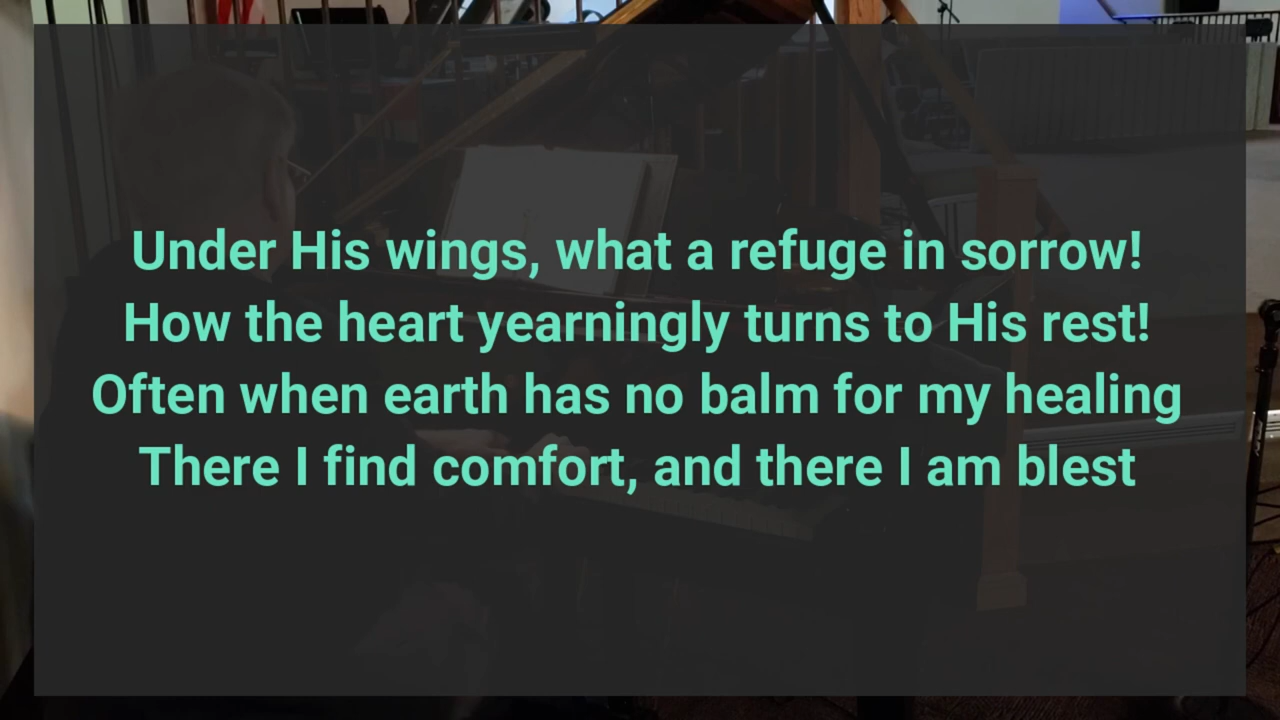 Under His wings, what a refuge in sorrow!
How the heart yearningly turns to His rest!
Often when earth has no balm for my healing
There I find comfort, and there I am blest